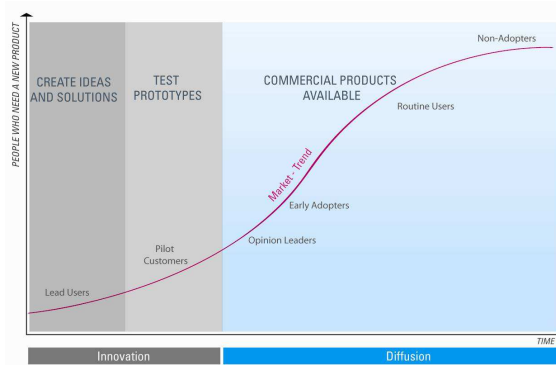 PEOPLE WHO NEED A NEW PRODUCT
CREATE IDEAS
AND SOLUTIONS
TEST
PROTOTYPES
COMMERCIAL PRODUCTS
AVAILABLE
Non-Adopters
Routine Users
Market - Trend
Early Adopters
Opinion Leaders
Pilot
Customers
Lead Users
TIME
Innovation
Diffusion